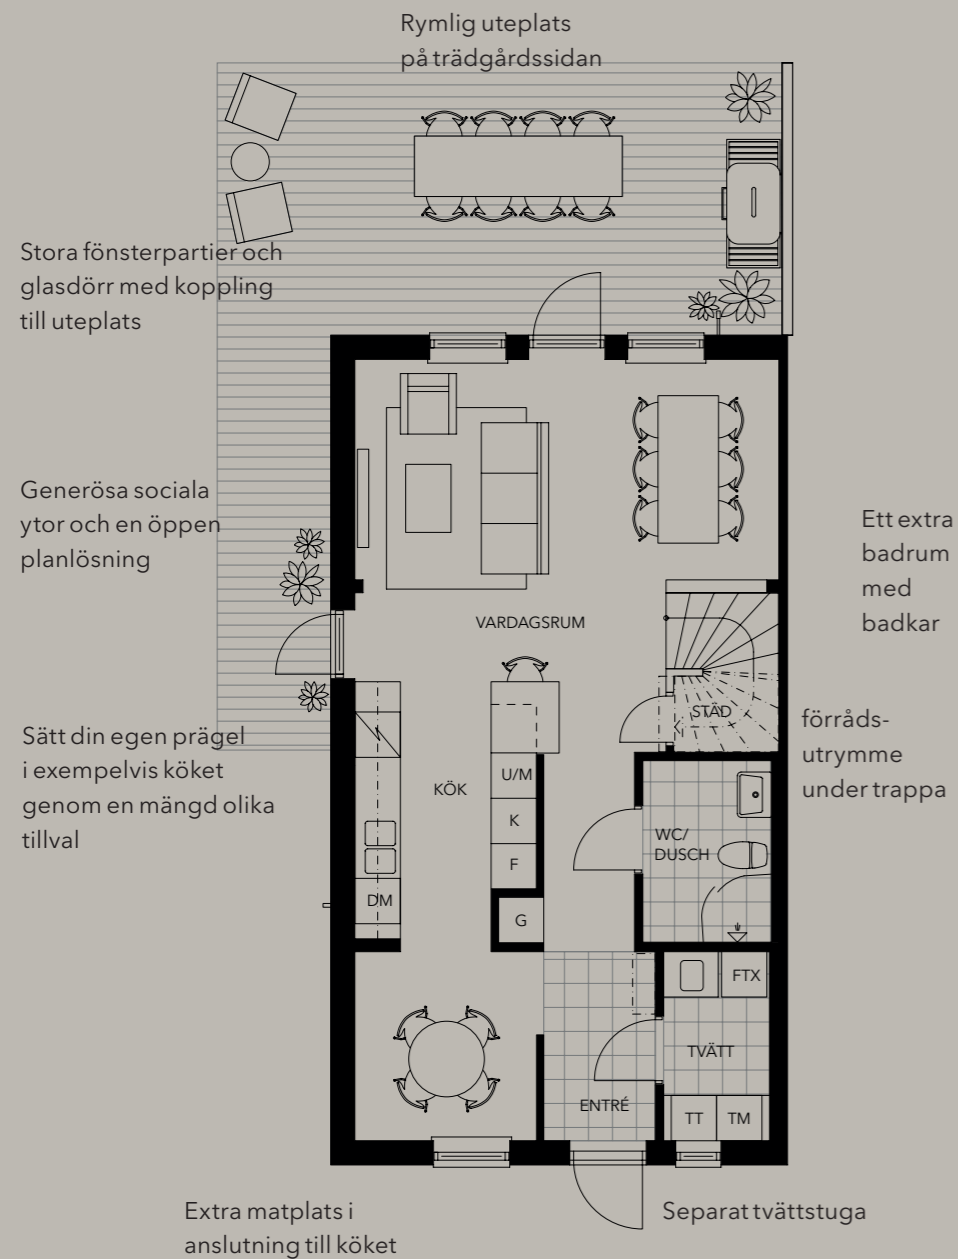 Rymlig uteplats
på trädgårdssidan
Stora fönsterpartier och
glasdörr med koppling
till uteplats
Generösa sociala
ytor och en öppen
planlösning
Ett extra
badrum
med
badkar
VARDAGSRUM
STÄD
förråds-
utrymme
under trappa
Sätt din egen prägel
i exempelvis köket
genom en mängd olika
tillval
KÖK
U/M
K
F
G
DM
WC/
DUSCH
FTX
TVÄTT
ENTRÉ
TT
TM
Extra matplats i
anslutning till köket
Separat tvättstuga